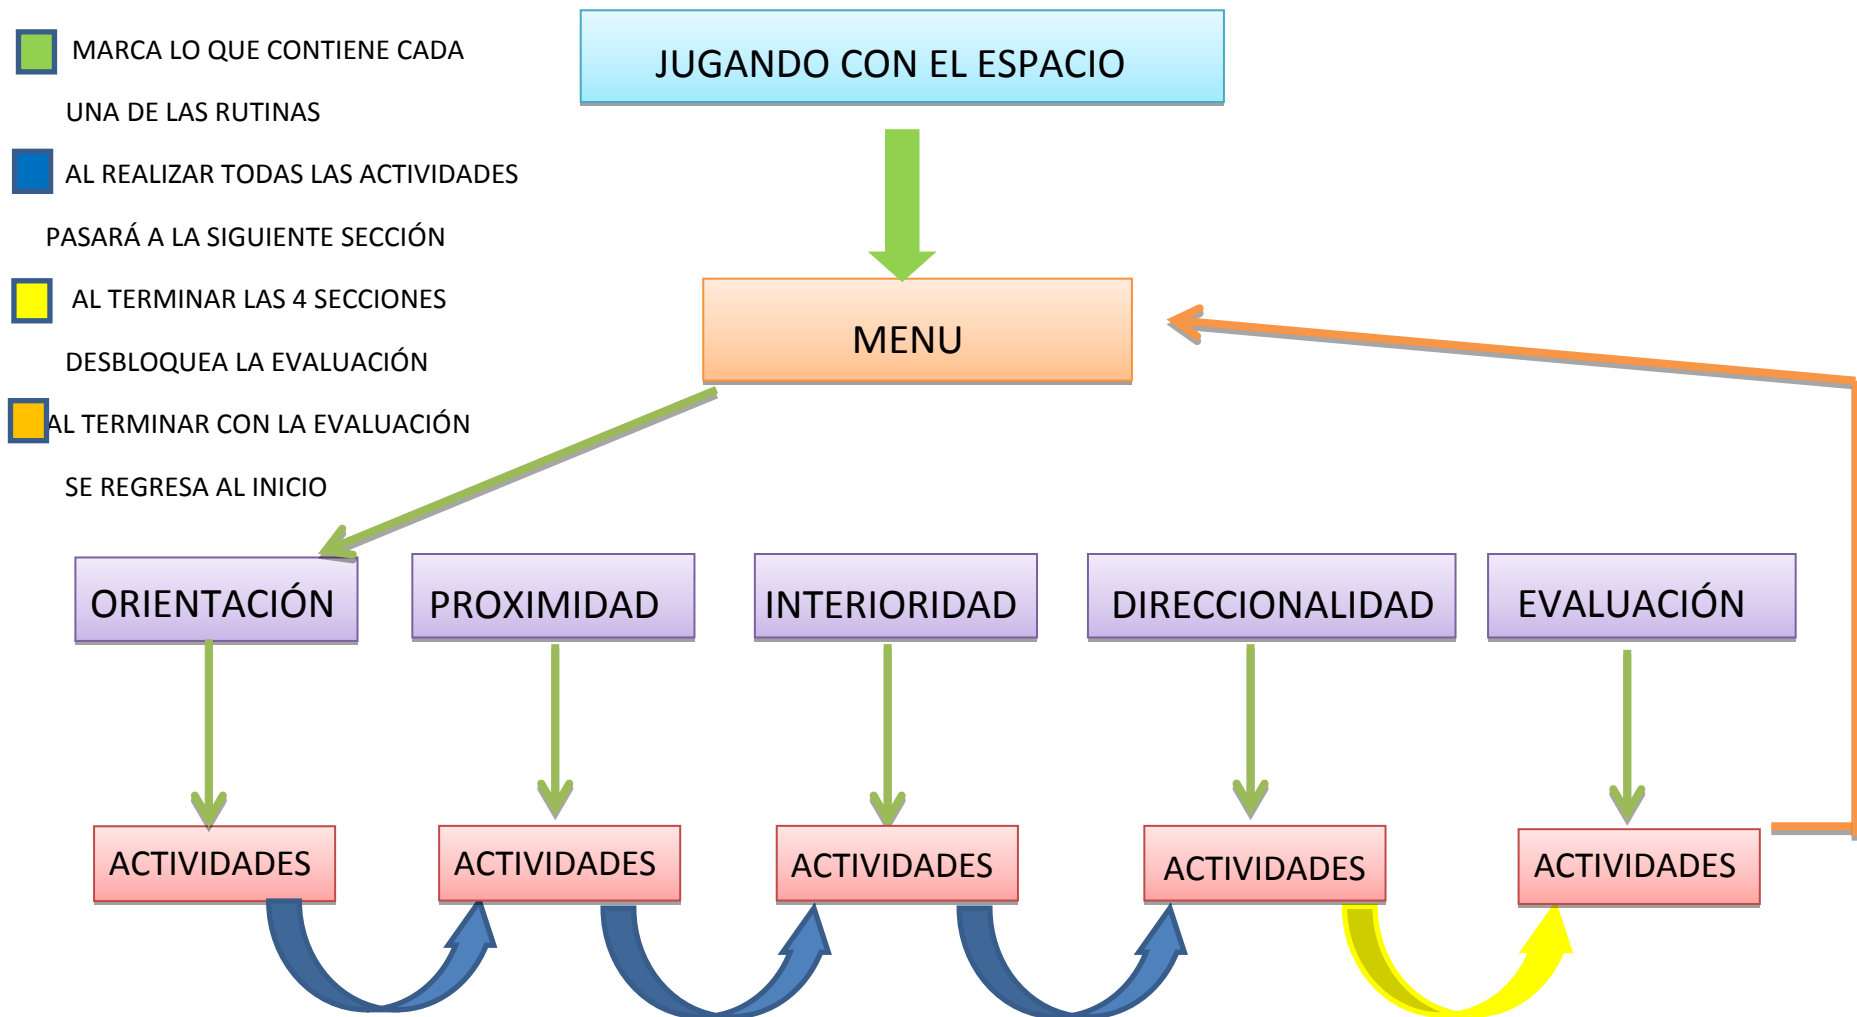 MARCA LO QUE CONTIENE CADA
UNA DE LAS RUTINAS
AL REALIZAR TODAS LAS ACTIVIDADES
PASARÁ A LA SIGUIENTE SECCIÓN
AL TERMINAR LAS 4 SECCIONES
DESBLOQUEA LA EVALUACIÓN
AL TERMINAR CON LA EVALUACIÓN
SE REGRESA AL INICIO
JUGANDO CON EL ESPACIO
MENU
ORIENTACIÓN
PROXIMIDAD
INTERIORIDAD
DIRECCIONALIDAD
EVALUACIÓN
ACTIVIDADES
ACTIVIDADES
ACTIVIDADES
ACTIVIDADES
ACTIVIDADES